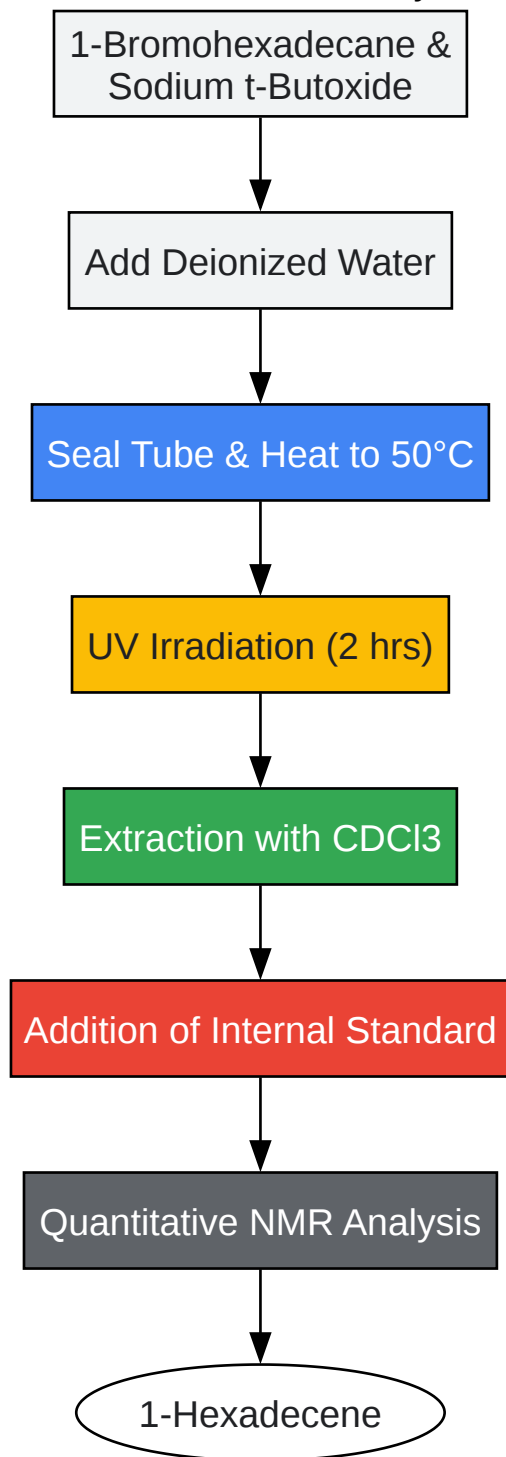 1-Bromohexadecane &
Sodium t-Butoxide
Add Deionized Water
Seal Tube & Heat to 50°C
UV Irradiation (2 hrs)
Extraction with CDCl3
Addition of Internal Standard
Quantitative NMR Analysis
1-Hexadecene